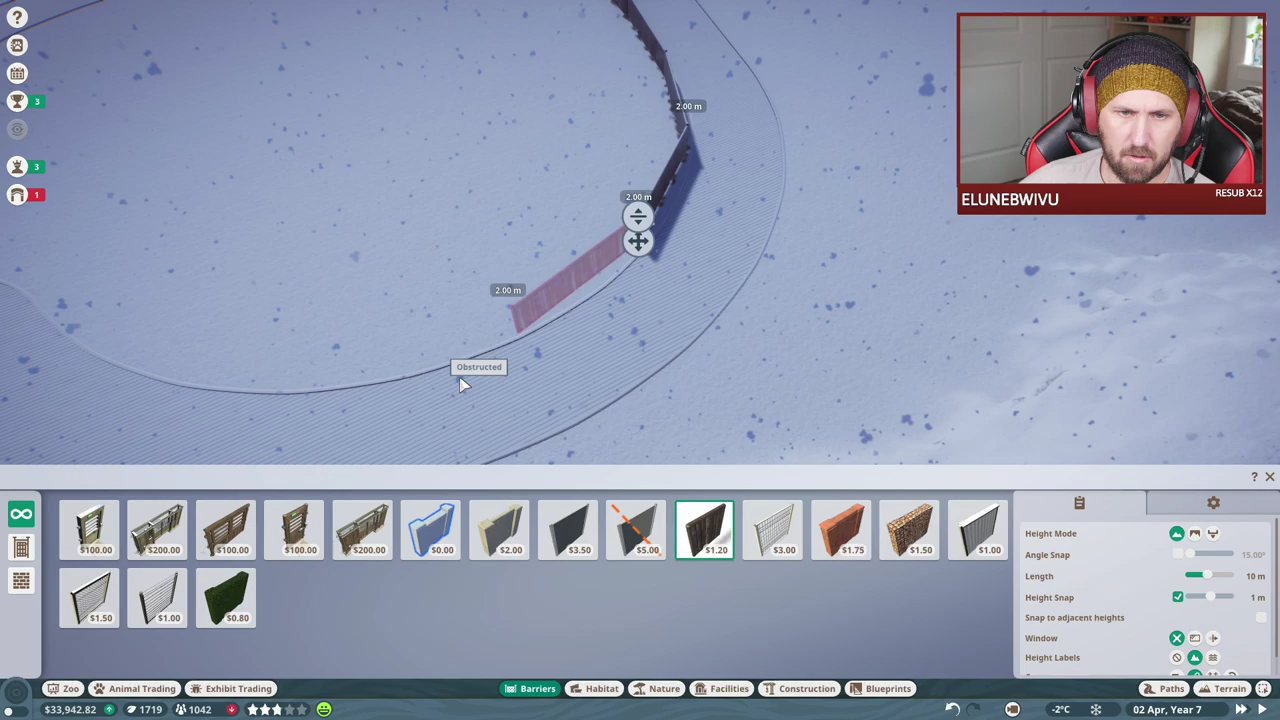 ?
3
3
1
2.00 m
2.00 m
2.00 m
Obstructed
ELUNEBWIVU
RESUB X12
?
$100.00
$200.00
$100.00
$100.00
$200.00
$0.00
$2.00
$3.50
$5.00
$1.20
$3.00
$1.75
$1.50
$1.00
$1.50
$1.00
$0.80
Height Mode
Angle Snap
15.00°
Length
10 m
Height Snap
1 m
Snap to adjacent heights
Window
Height Labels
Zoo
Animal Trading
Exhibit Trading
Barriers
Habitat
Nature
Facilities
Construction
Blueprints
Paths
Terrain
$33,942.82
1719
1042
-2°C
02 Apr, Year 7